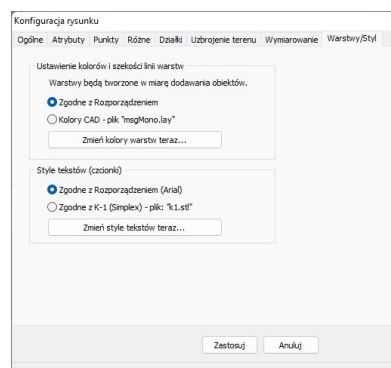 Konfiguracja rysunku
Ogólne Atrybuty Punkty Różne Działki Uzbrojenie terenu Wymiarowanie Warstwy/Styl
Ustawienie kolorów i szekości linii warstw
Warstwy będą tworzone w miarę dodawania obiektów.
Zgodne z Rozporządzeniem
Kolory CAD - plik "msgMono.lay"
Zmień kolory warstw teraz...
Style tekstów (czcionki)
Zgodne z Rozporządzeniem (Arial)
Zgodne z K-1 (Simplex) - plik: "k1.stl"
Zmień style tekstów teraz...
Zastosuj Anuluj